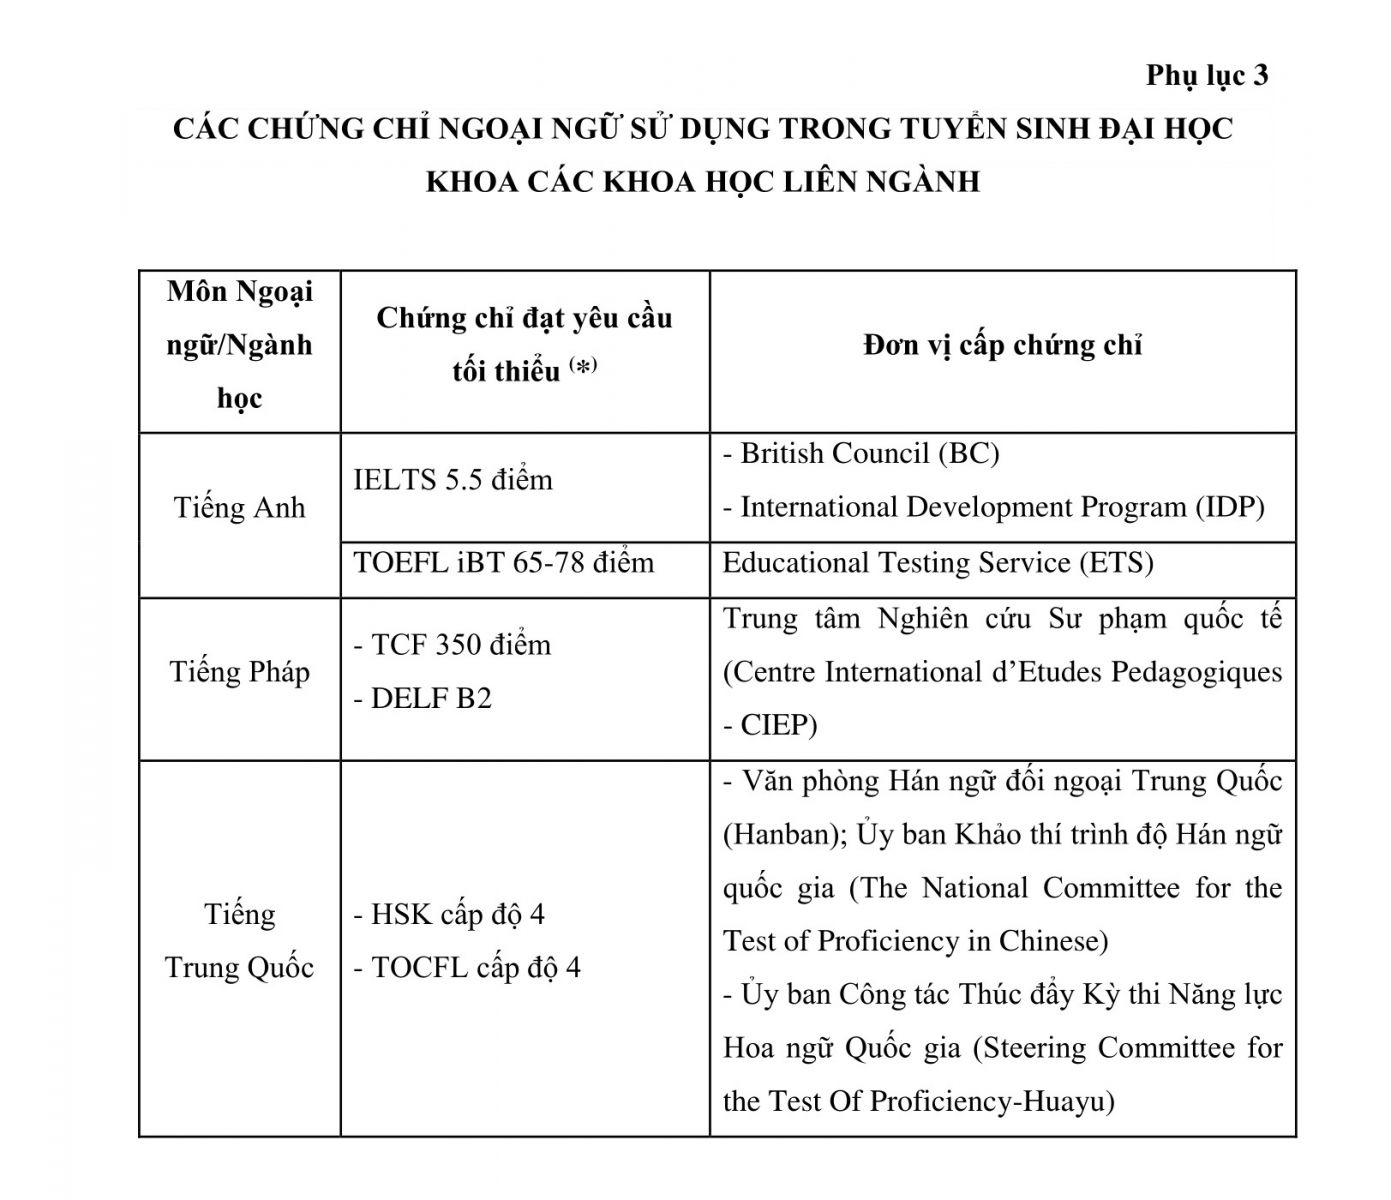 Phụ lục 3
CÁC CHỨNG CHỈ NGOẠI NGỮ SỬ DỤNG TRONG TUYỂN SINH ĐẠI HỌC
KHOA CÁC KHOA HỌC LIÊN NGÀNH
Môn Ngoại
ngữ/Ngành
học
Chứng chỉ đạt yêu cầu
tối thiểu (*)
Đơn vị cấp chứng chỉ
Tiếng Anh
IELTS 5.5 điểm
- British Council (BC)
- International Development Program (IDP)
TOEFL iBT 65-78 điểm
Educational Testing Service (ETS)
Tiếng Pháp
- TCF 350 điểm
- DELF B2
Trung tâm Nghiên cứu Sư phạm quốc tế
(Centre International d’Etudes Pedagogiques
- CIEP)
Tiếng
Trung Quốc
- HSK cấp độ 4
- TOCFL cấp độ 4
- Văn phòng Hán ngữ đối ngoại Trung Quốc
(Hanban); Ủy ban Khảo thí trình độ Hán ngữ
quốc gia (The National Committee for the
Test of Proficiency in Chinese)
- Ủy ban Công tác Thúc đẩy Kỳ thi Năng lực
Hoa ngữ Quốc gia (Steering Committee for
the Test Of Proficiency-Huayu)